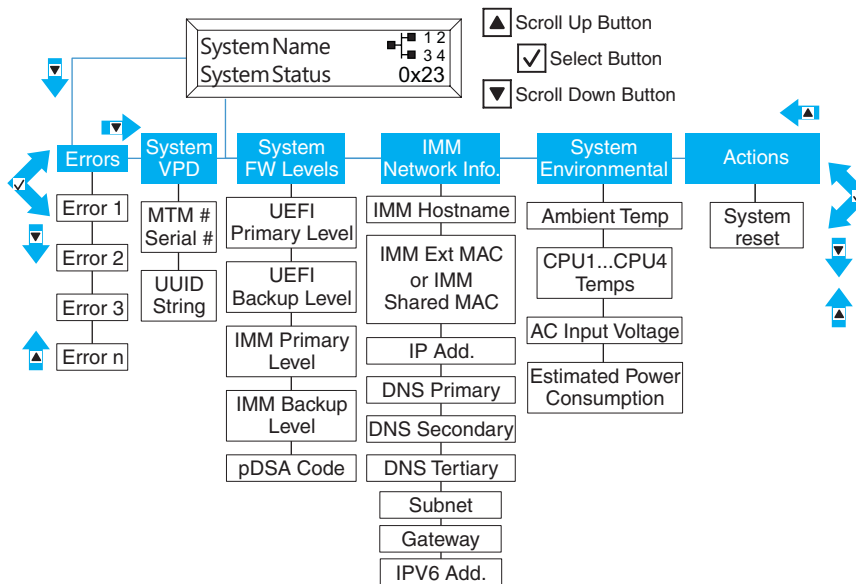 System Name
1 2
3 4
System Status
0x23
Scroll Up Button
Select Button
Scroll Down Button
Errors
Error 1
Error 2
Error 3
Error n
System
VPD
MTM #
Serial #
UUID
String
System
FW Levels
UEFI
Primary Level
UEFI
Backup Level
IMM Primary
Level
IMM Backup
Level
pDSA Code
IMM
Network Info.
IMM Hostname
IMM Ext MAC
or IMM
Shared MAC
IP Add.
DNS Primary
DNS Secondary
DNS Tertiary
Subnet
Gateway
IPV6 Add.
System
Environmental
Ambient Temp
CPU1...CPU4
Temps
AC Input Voltage
Estimated Power
Consumption
Actions
System
reset